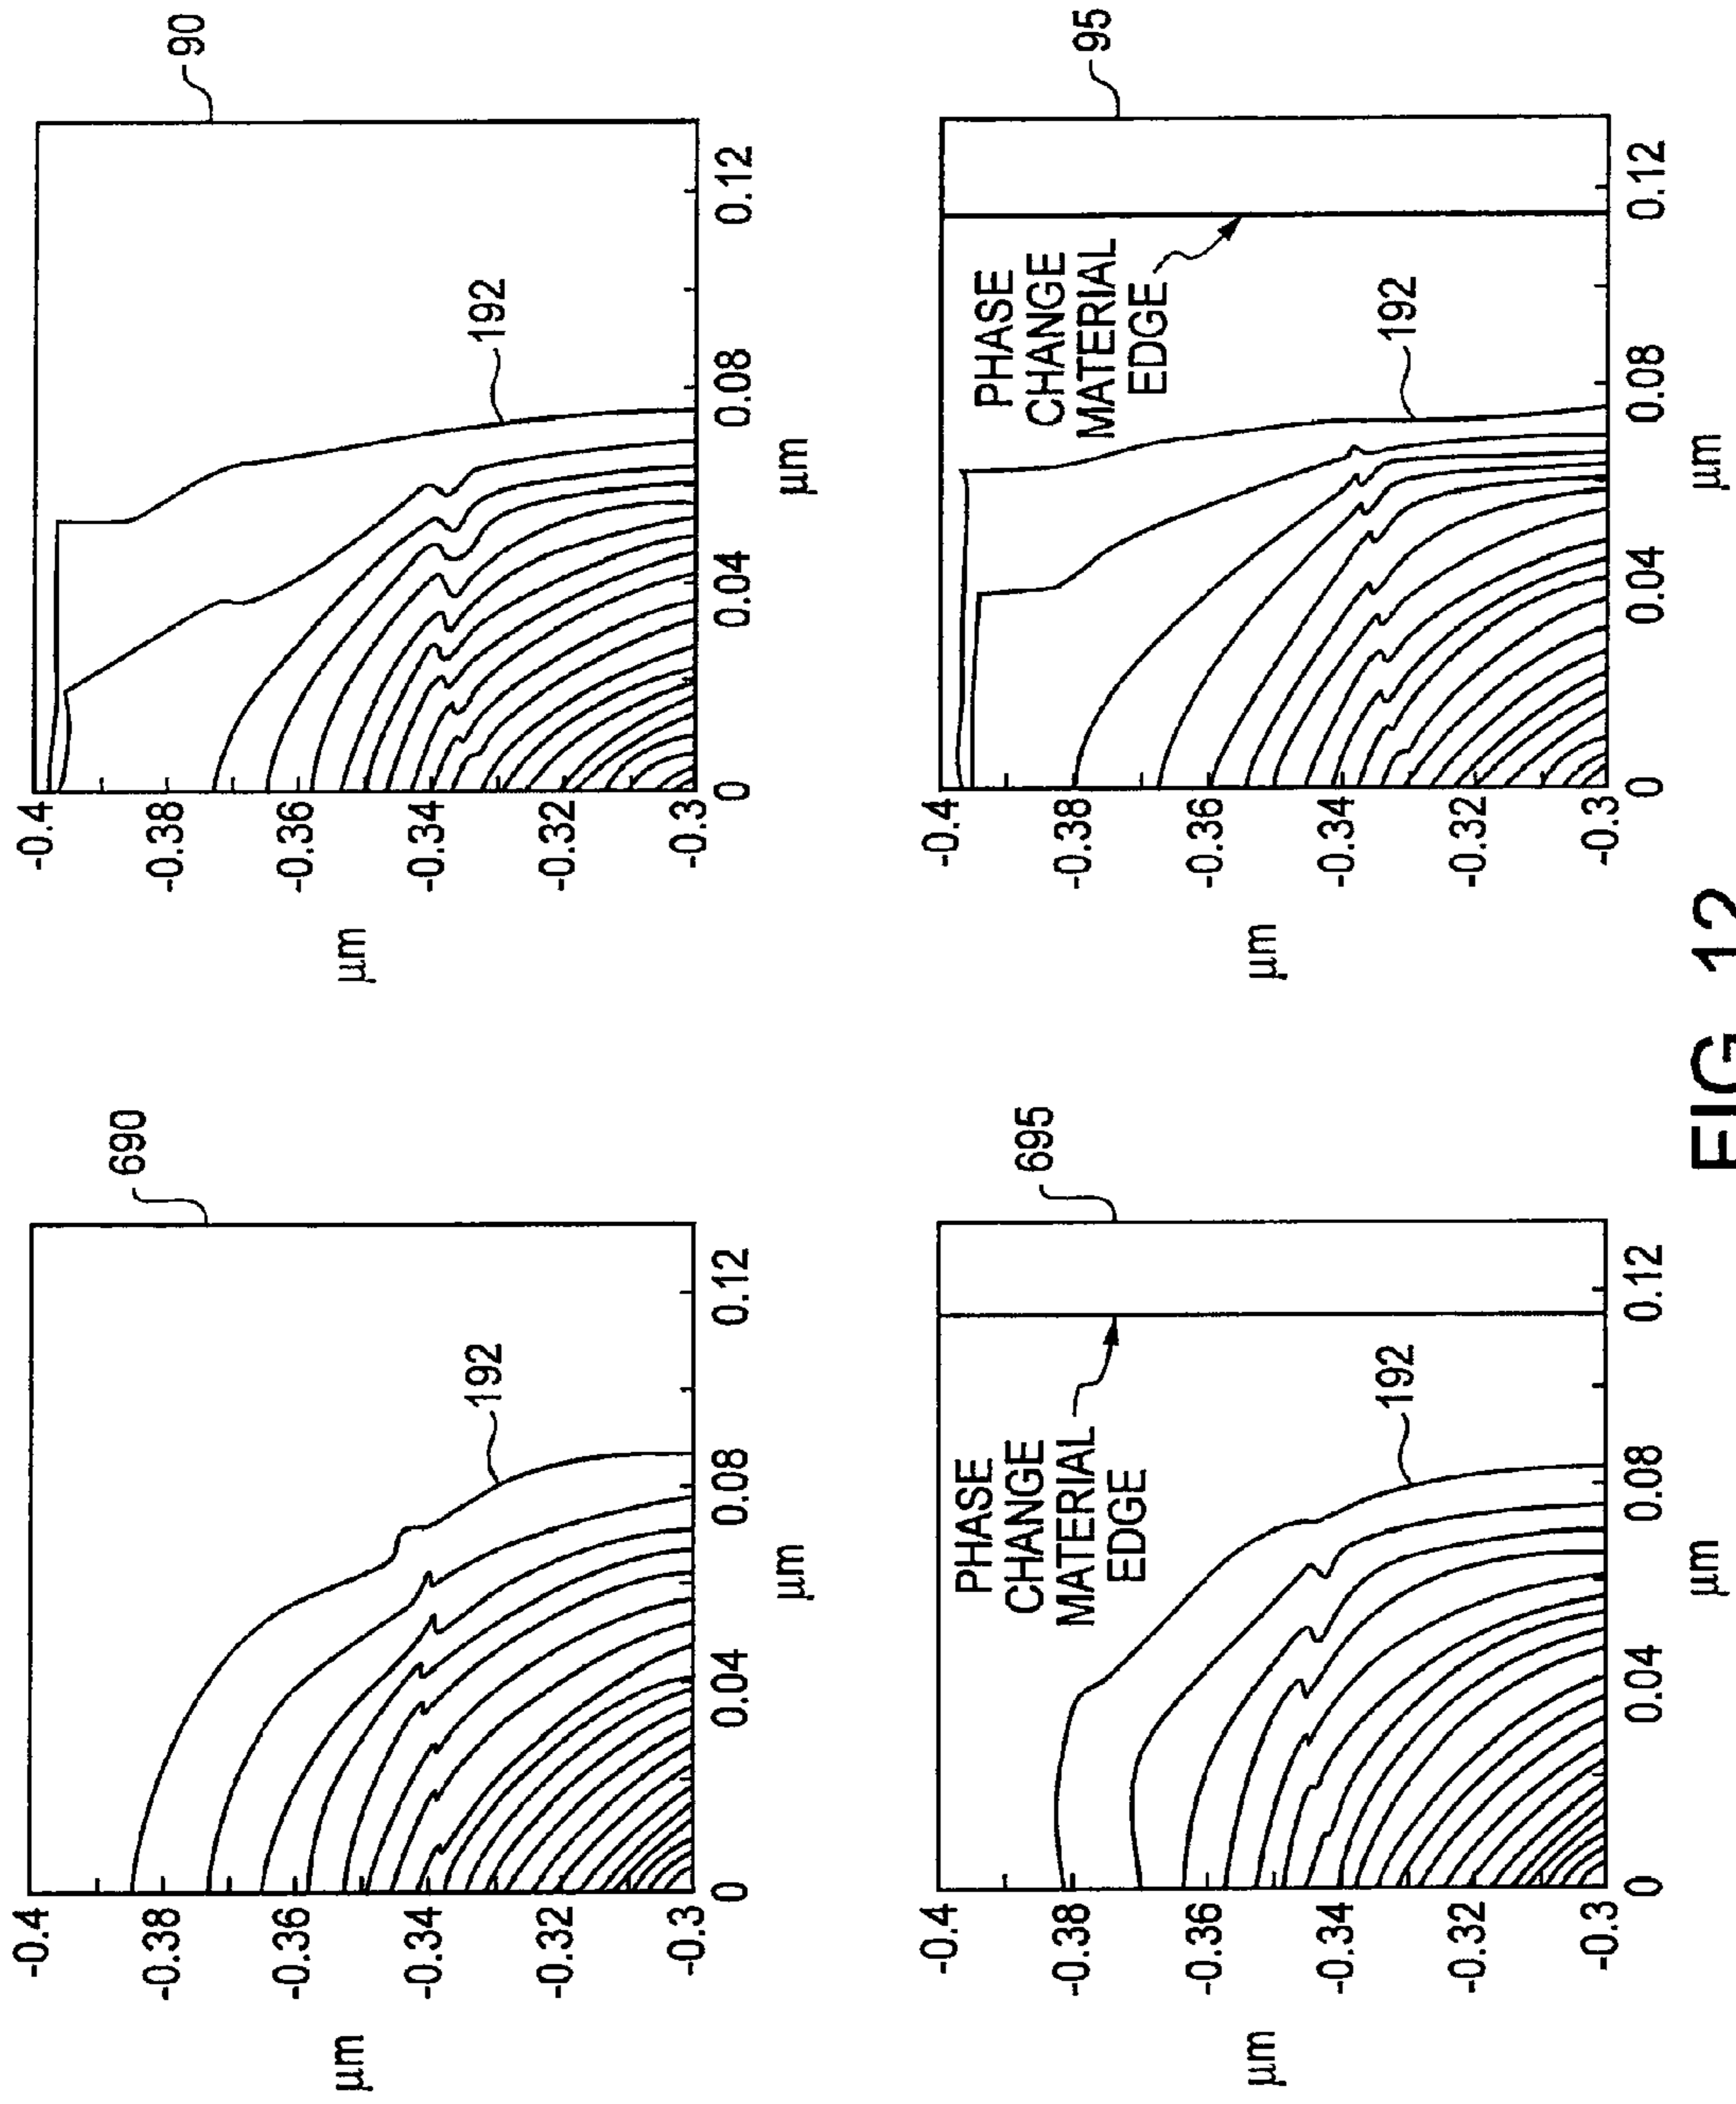 690
-0.4
-0.38
-0.36
-0.34
-0.32
-0.3
μm
0
0.04
0.08
0.12
μm
192
90
-0.4
-0.38
-0.36
-0.34
-0.32
-0.3
μm
0
0.04
0.08
0.12
μm
192
695
-0.4
-0.38
-0.36
-0.34
-0.32
-0.3
μm
0
0.04
0.08
0.12
μm
PHASE
CHANGE
MATERIAL
EDGE
192
95
-0.4
-0.38
-0.36
-0.34
-0.32
-0.3
μm
0
0.04
0.08
0.12
μm
PHASE
CHANGE
MATERIAL
EDGE
192
FIG 12